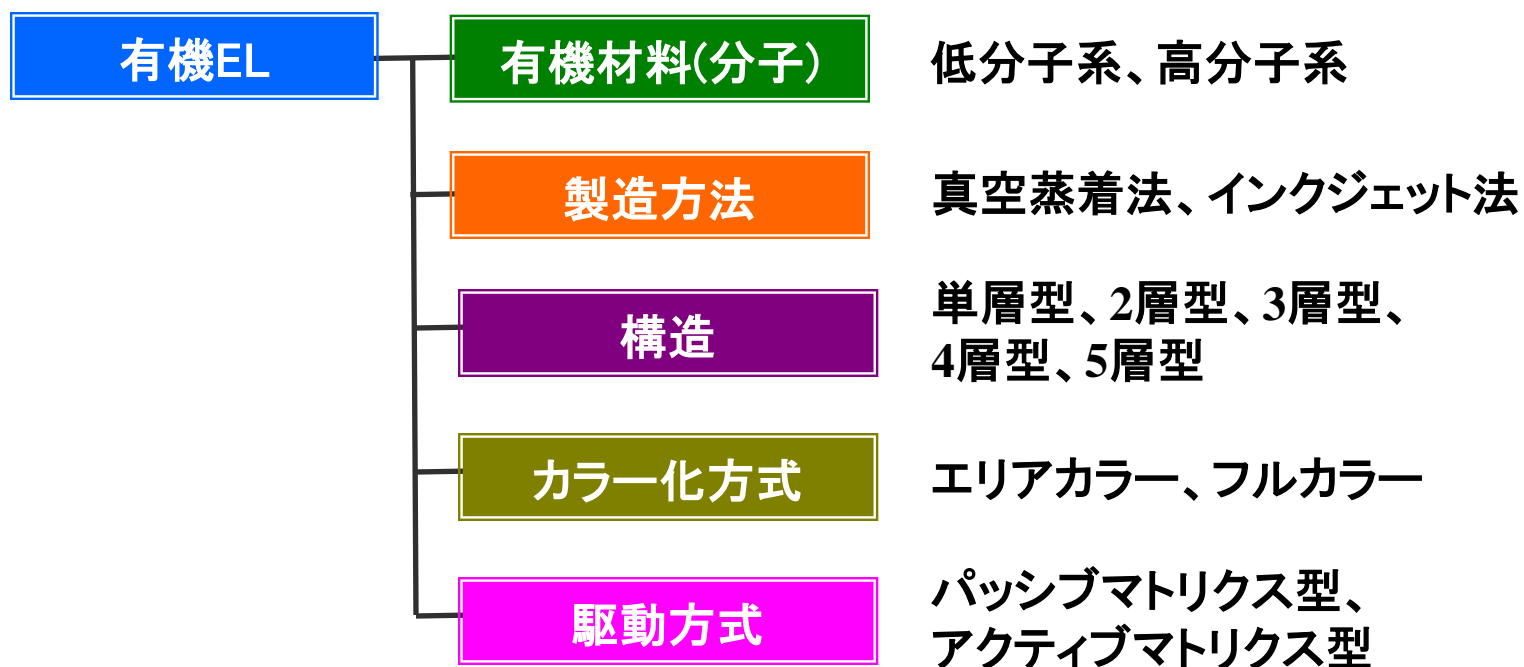 有機EL
有機材料(分子)
低分子系、高分子系
製造方法
真空蒸着法、インクジェット法
構造
単層型、2層型、3層型、
4層型、5層型
カラー化方式
エリアカラー、フルカラー
駆動方式
パッシブマトリクス型、
アクティブマトリクス型